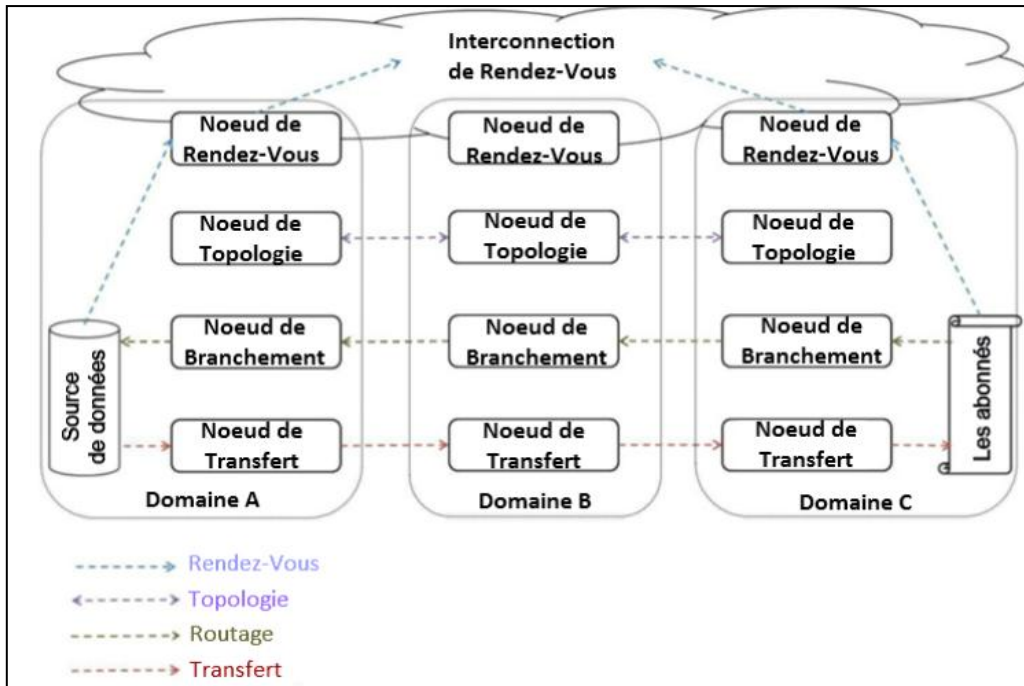 Interconnection
de Rendez-Vous
Noeud de
Rendez-Vous
Noeud de
Rendez-Vous
Noeud de
Rendez-Vous
Noeud de
Topologie
Noeud de
Topologie
Noeud de
Topologie
Source
de données
Noeud de
Branchement
Noeud de
Branchement
Noeud de
Branchement
Les abonnés
Noeud de
Transfert
Noeud de
Transfert
Noeud de
Transfert
Domaine A
Domaine B
Domaine C
Rendez-Vous
Topologie
Routage
Transfert